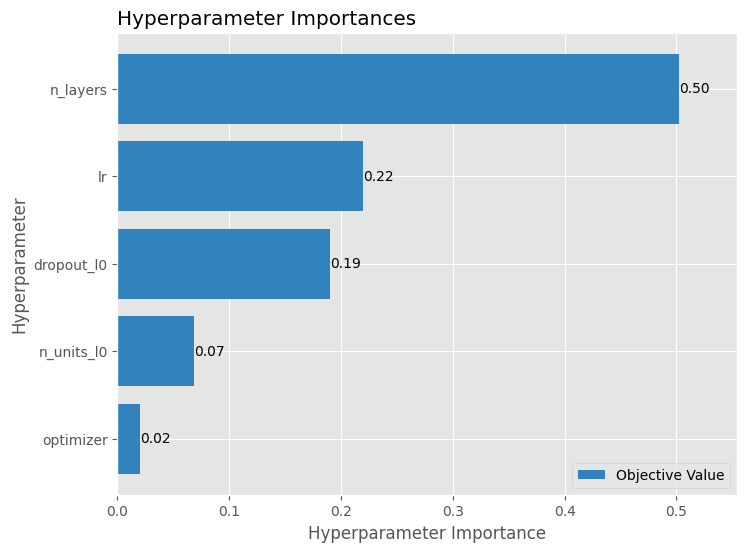 Hyperparameter Importances
Hyperparameter
n_layers
0.50
lr
0.22
dropout_l0
0.19
n_units_l0
0.07
optimizer
0.02
Objective Value
0.0 0.1 0.2 0.3 0.4 0.5
Hyperparameter Importance